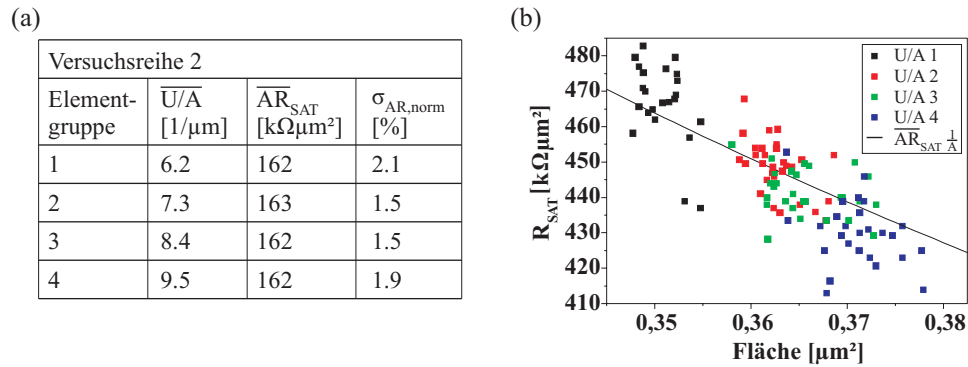 (a)
Versuchsreihe 2
Element-
gruppe
U/A
[1/µm]
AR_SAT
[kΩµm²]
σ_AR,norm
[%]
1 6.2 162 2.1
2 7.3 163 1.5
3 8.4 162 1.5
4 9.5 162 1.9
(b)
R_SAT [kΩµm²]
480
470
460
450
440
430
420
410
U/A 1
U/A 2
U/A 3
U/A 4
AR_SAT 1/A
0,35 0,36 0,37 0,38
Fläche [µm²]